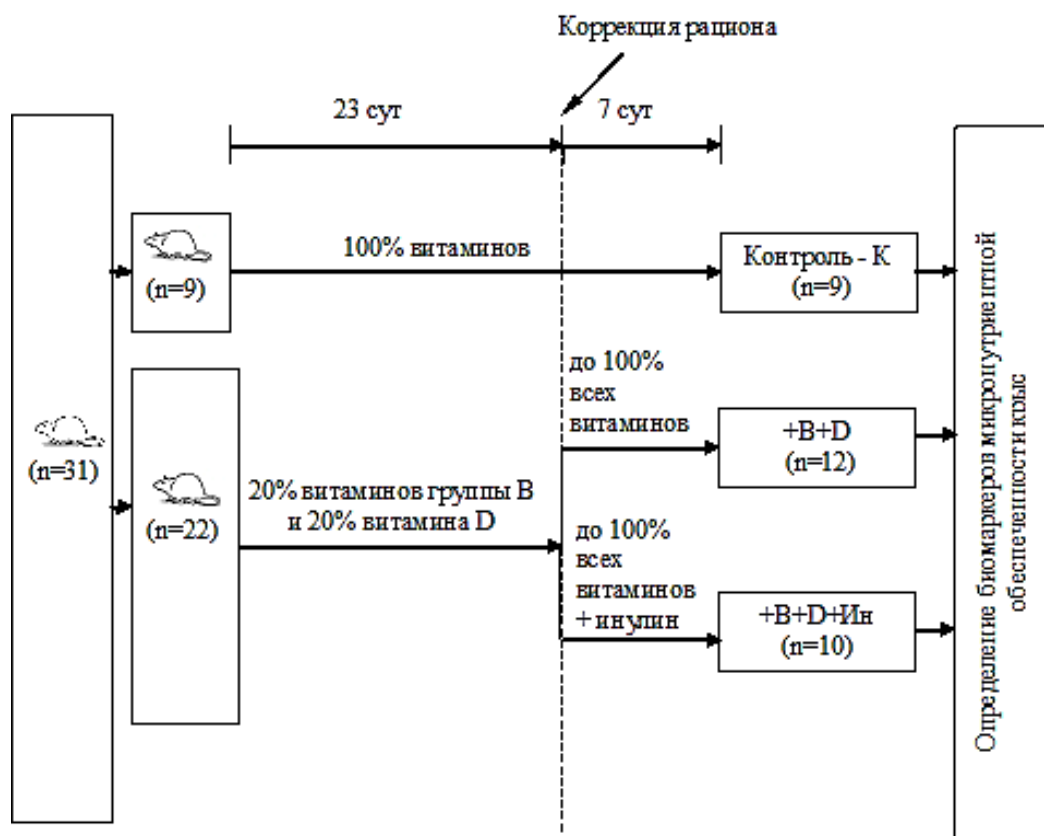 Коррекция рациона
23 сут
7 сут
(n=31)
(n=9)
100% витаминов
Контроль - К
(n=9)
(n=22)
20% витаминов группы В
и 20% витамина D
до 100%
всех
витаминов
+В+D
(n=12)
до 100%
всех
витаминов
+ инулин
+В+D+Ин
(n=10)
Определение биомаркеров микронутриентной
обеспеченности крыс